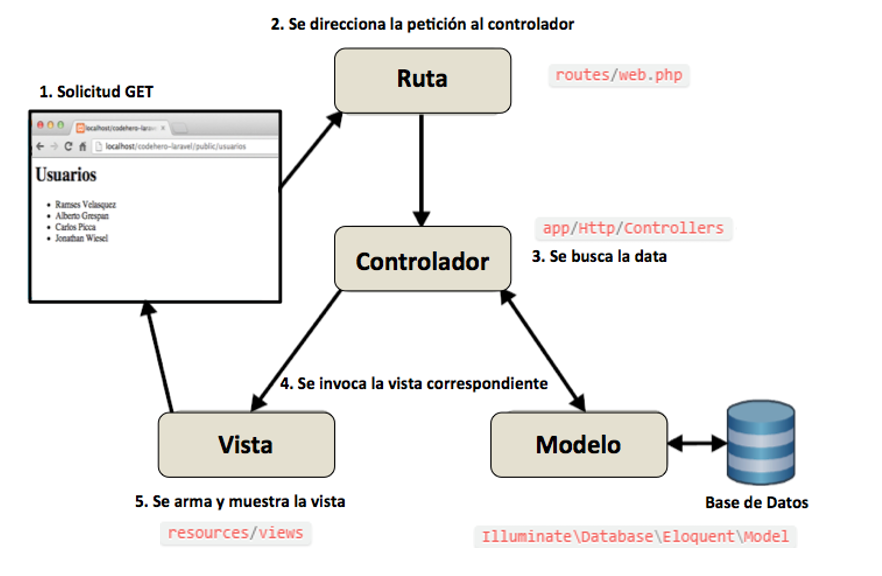 2. Se direcciona la petición al controlador
Ruta
routes/web.php
1. Solicitud GET
localhost/codehero-larav
localhost/codehero-laravel/public/usuarios
Usuarios
Ramses Velasquez
Alberto Grespan
Carlos Picca
Jonathan Wiesel
app/Http/Controllers
Controlador
3. Se busca la data
4. Se invoca la vista correspondiente
Vista
Modelo
5. Se arma y muestra la vista
Base de Datos
resources/views
Illuminate\Database\Eloquent\Model